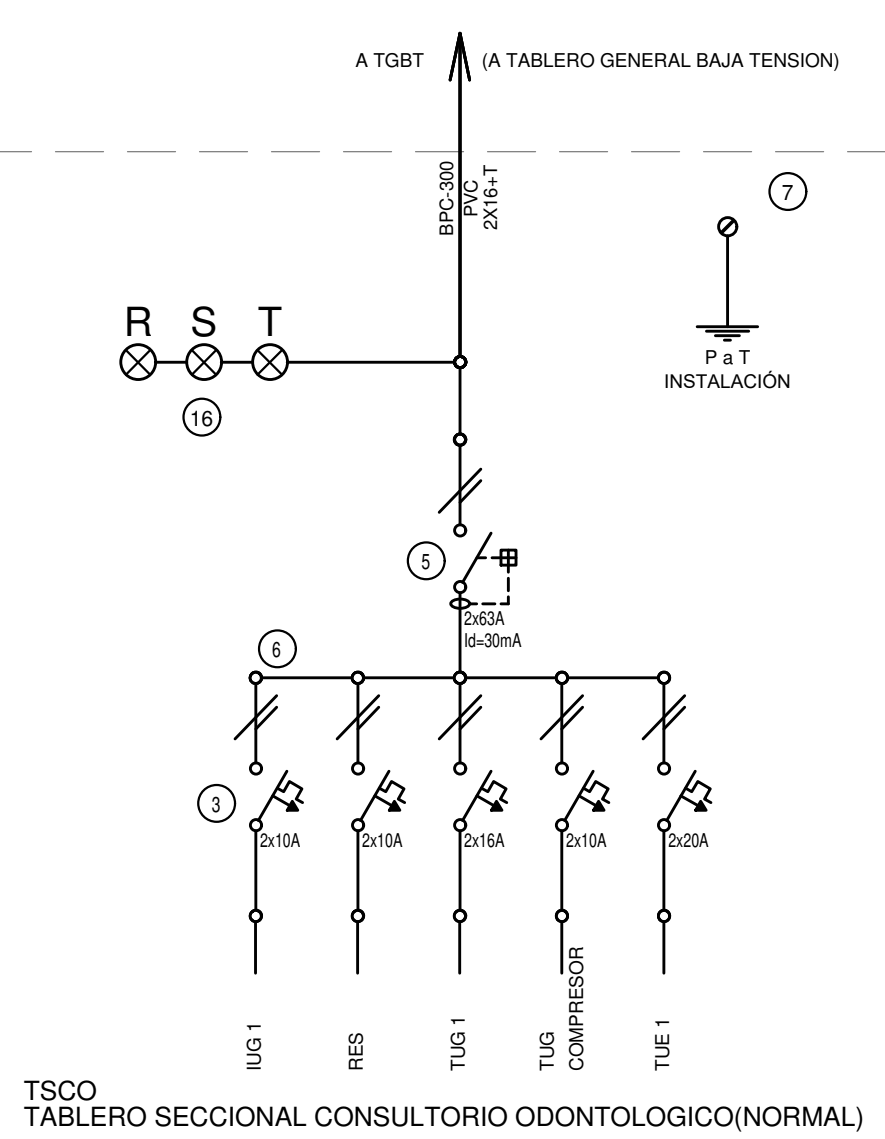 A TGBT (A TABLERO GENERAL BAJA TENSION)
BPC-300
PVC
2X16+T
7
R S T
P a T
INSTALACIÓN
16
5
2x63A
Id=30mA
6
3
2x10A 2x10A 2x16A 2x10A 2x20A
IUG 1
RES
TUG 1
TUG
COMPRESOR
TUE 1
TSCO
TABLERO SECCIONAL CONSULTORIO ODONTOLOGICO(NORMAL)